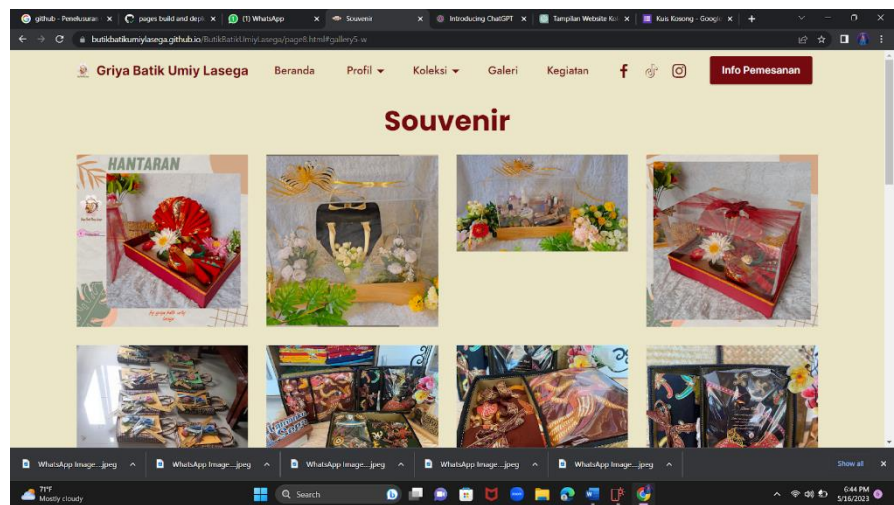 github - Penelusuran
pages build and depl
(1) WhatsApp
Souvenir
Introducing ChatGPT
Tampilan Website Kul
Kuis Kosong - Googl
butikbatikumiylasega.github.io/ButikBatikUmiyLasega/page8.html#gallery5-w
Griya Batik Umiy Lasega
Beranda
Profil
Koleksi
Galeri
Kegiatan
Info Pemesanan
Souvenir
HANTARAN
WhatsApp Image....jpeg
WhatsApp Image....jpeg
WhatsApp Image....jpeg
WhatsApp Image....jpeg
WhatsApp Image....jpeg
Show all
71°F
Mostly cloudy
Search
6:44 PM
5/16/2023